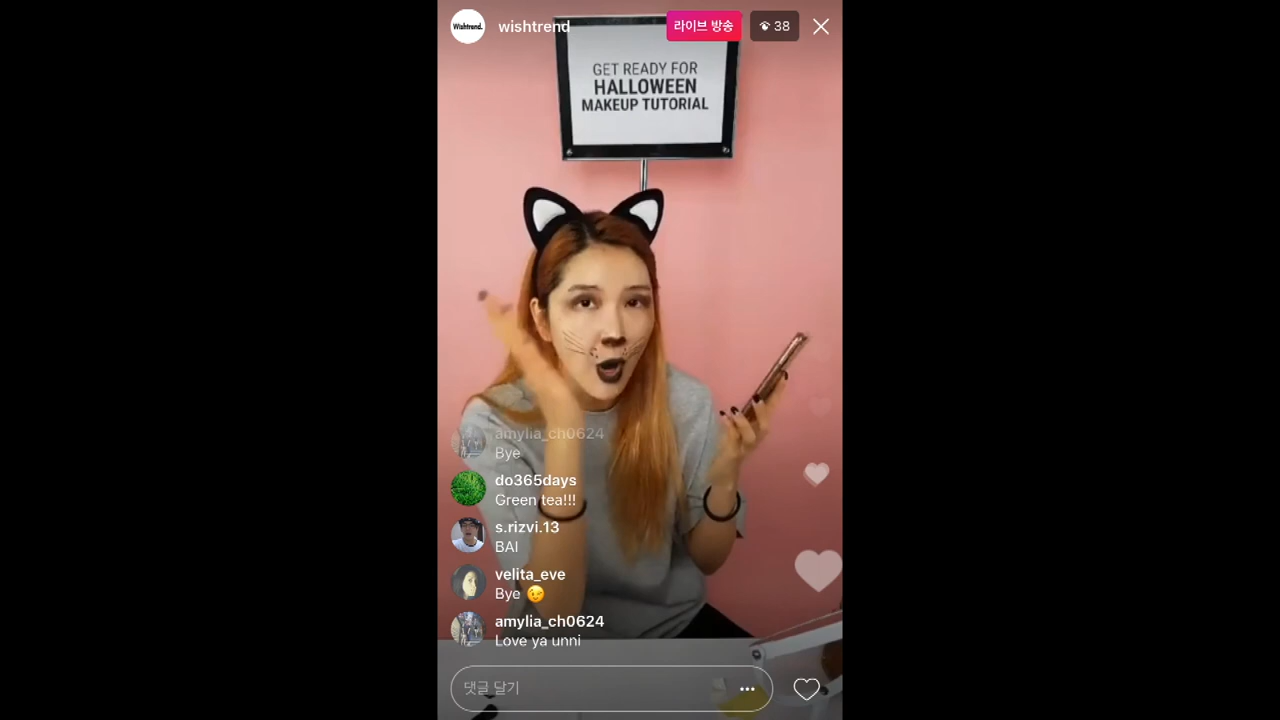 Wishtrend.
wishtrend
라이브 방송
38
GET READY FOR
HALLOWEEN
MAKEUP TUTORIAL
amylia_ch0624
Bye
do365days
Green tea!!!
s.rizvi.13
BAI
velita_eve
Bye 😉
amylia_ch0624
Love ya unni
댓글 달기